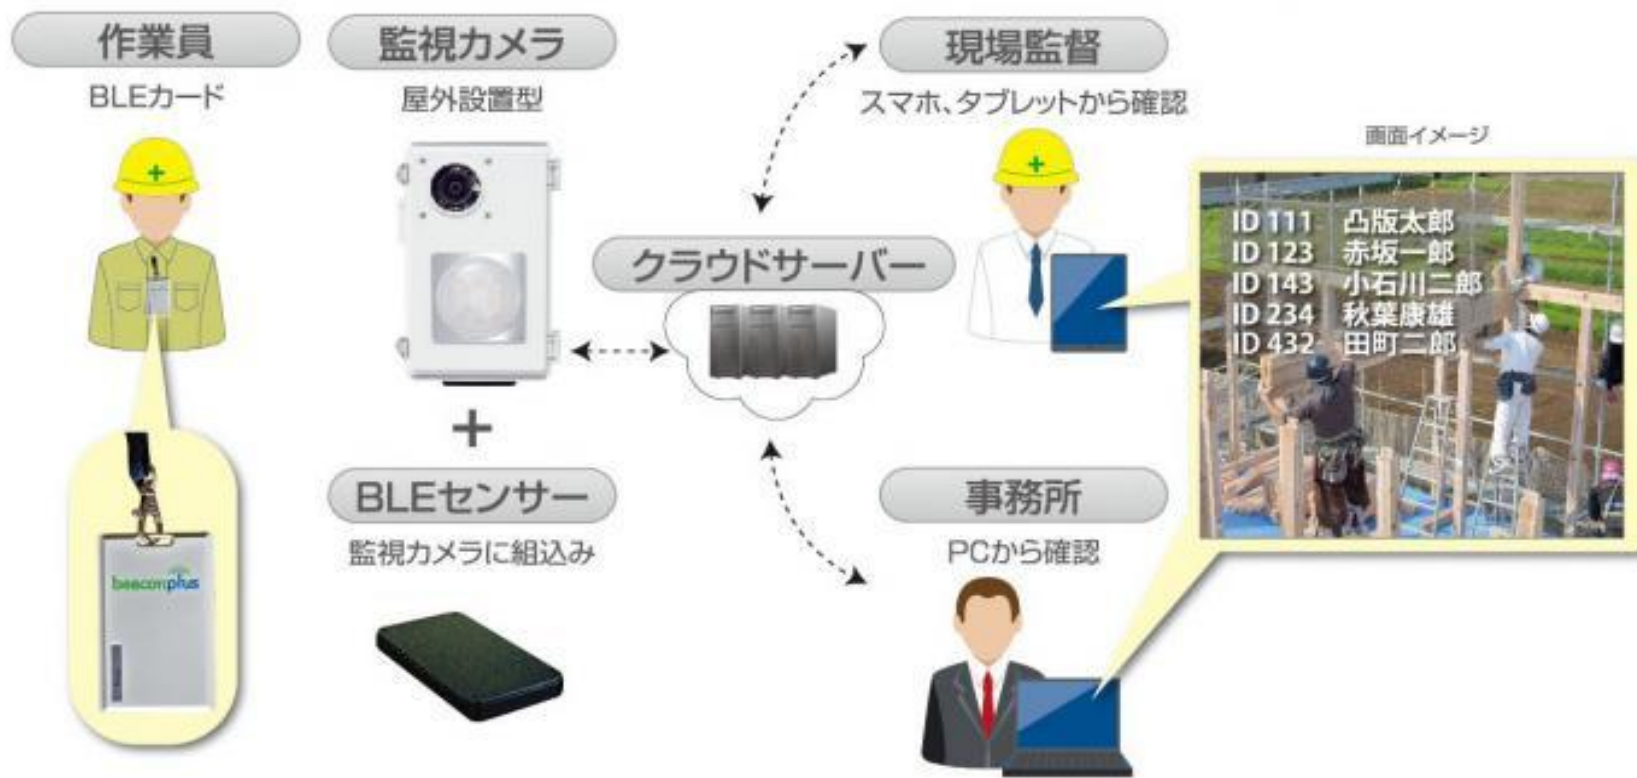 作業員
BLEカード
beaconplus
監視カメラ
屋外設置型
+
BLEセンサー
監視カメラに組込み
クラウドサーバー
現場監督
スマホ、タブレットから確認
事務所
PCから確認
画面イメージ
ID 111 凸版太郎
ID 123 赤坂一郎
ID 143 小石川二郎
ID 234 秋葉康雄
ID 432 田町二郎